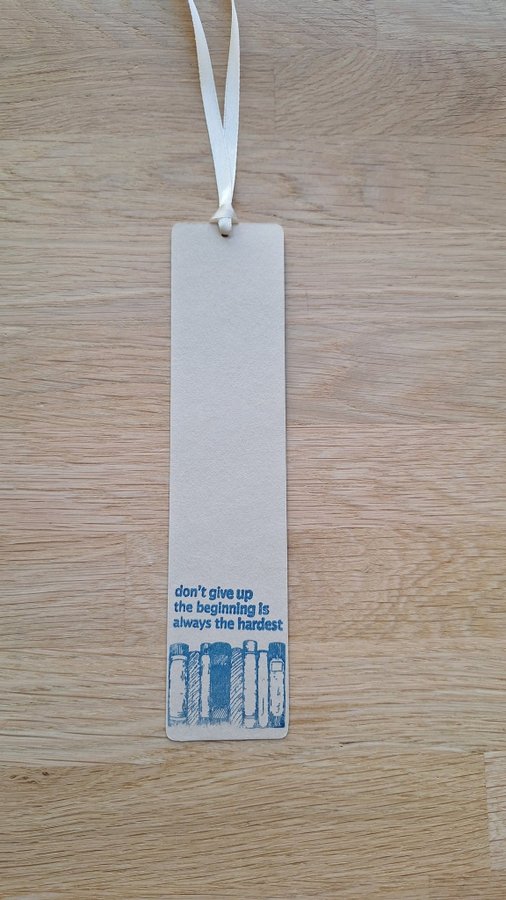 don't give up
the beginning is
always the hardest